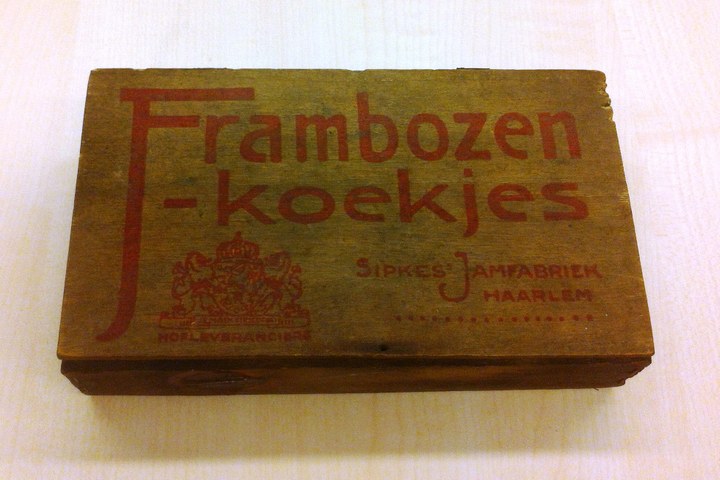 Frambozen
-koekjes
SIPKES' JAMFABRIEK
HAARLEM
HOFLEVERANCIERS